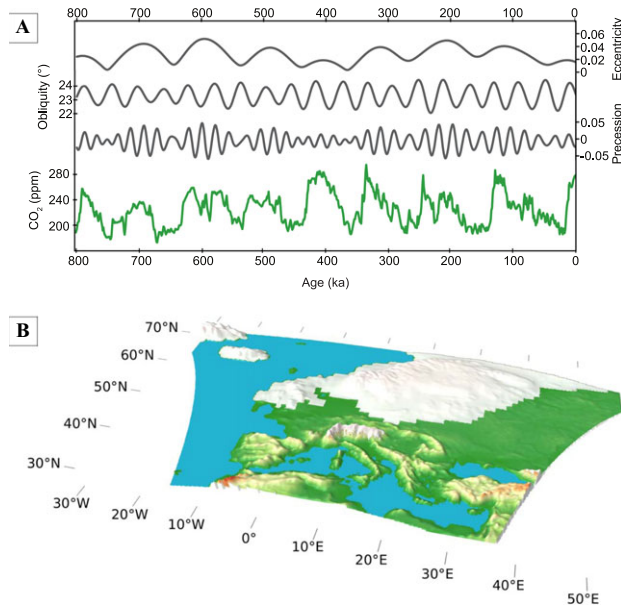 A
800 700 600 500 400 300 200 100 0
0.06
0.04
0.02
0
Eccentricity
Obliquity (°)
24
23
22
0.05
0
-0.05
Precession
CO2 (ppm)
280
240
200
800 700 600 500 400 300 200 100 0
Age (ka)
B
70°N
60°N
50°N
40°N
30°N
30°W
20°W
10°W
0°
10°E
20°E
30°E
40°E
50°E